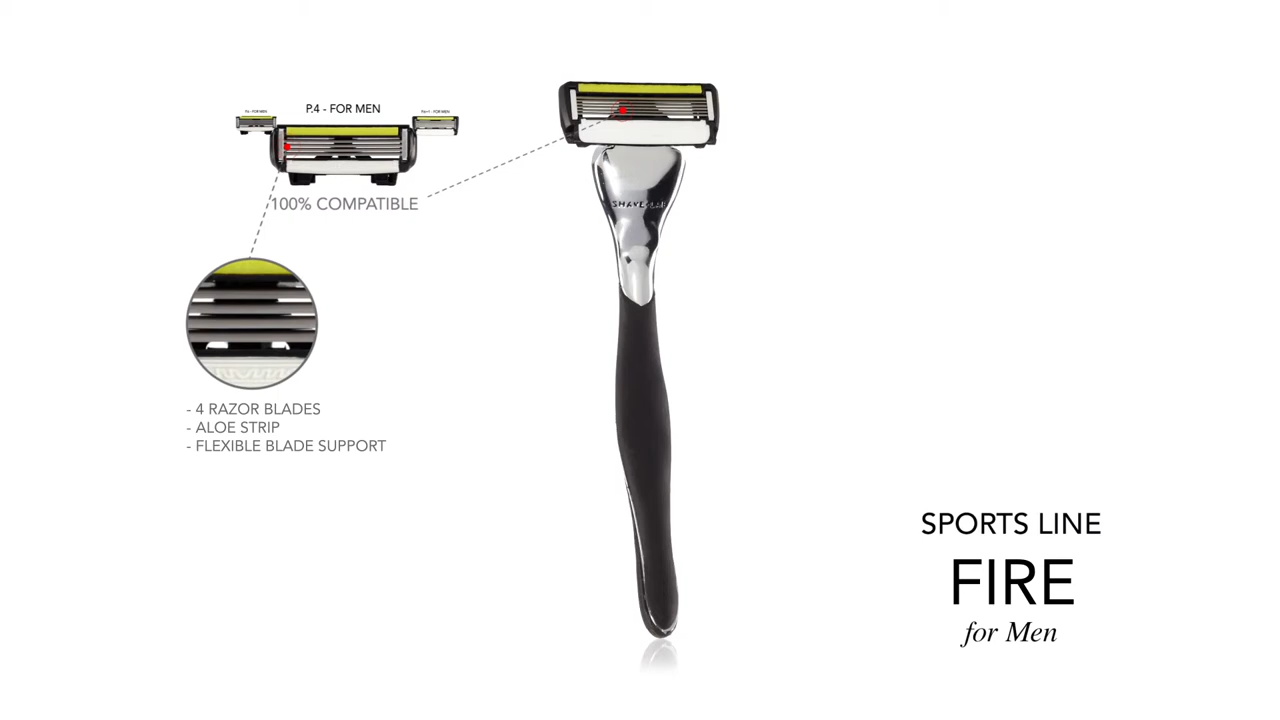 P.4 - FOR MEN
100% COMPATIBLE
- 4 RAZOR BLADES
- ALOE STRIP
- FLEXIBLE BLADE SUPPORT
SPORTS LINE
FIRE
for Men